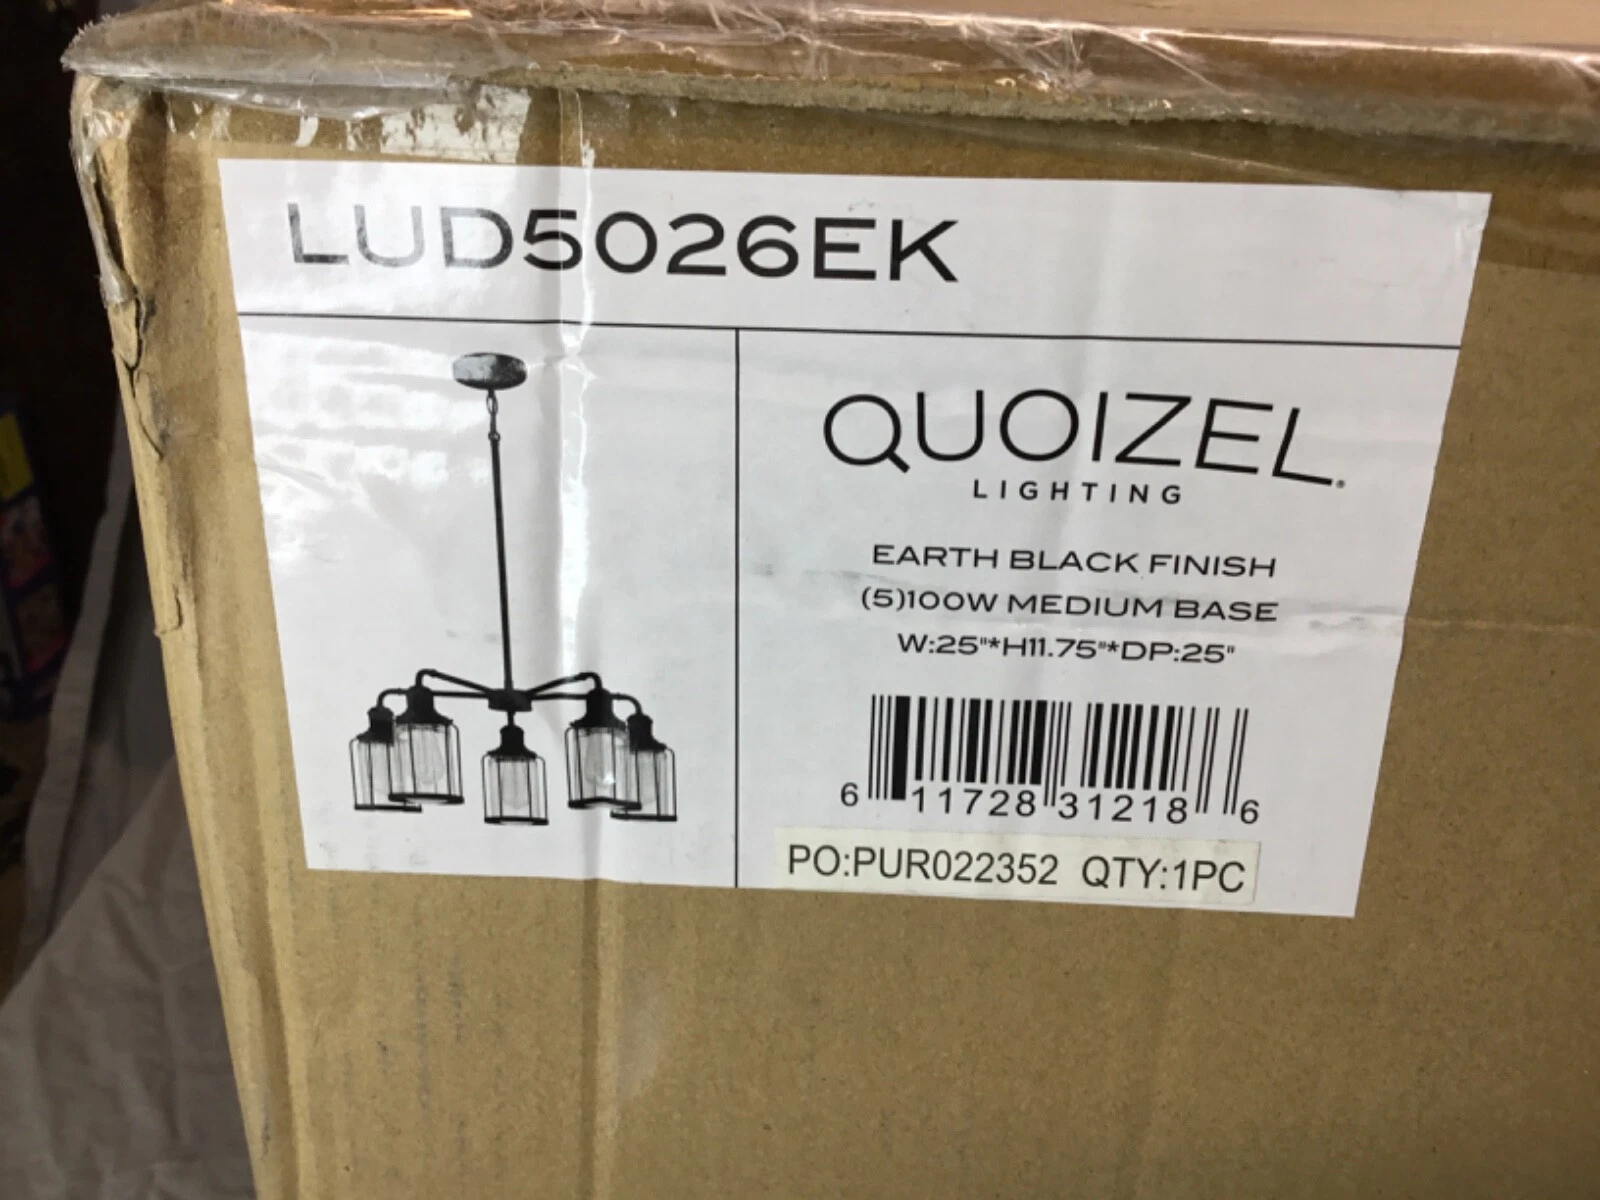 LUD5026EK
QUOIZEL
LIGHTING
EARTH BLACK FINISH
(5)100W MEDIUM BASE
W:25"*H11.75"*DP:25"
6 11728 31218 6
PO:PUR022352 QTY:1PC